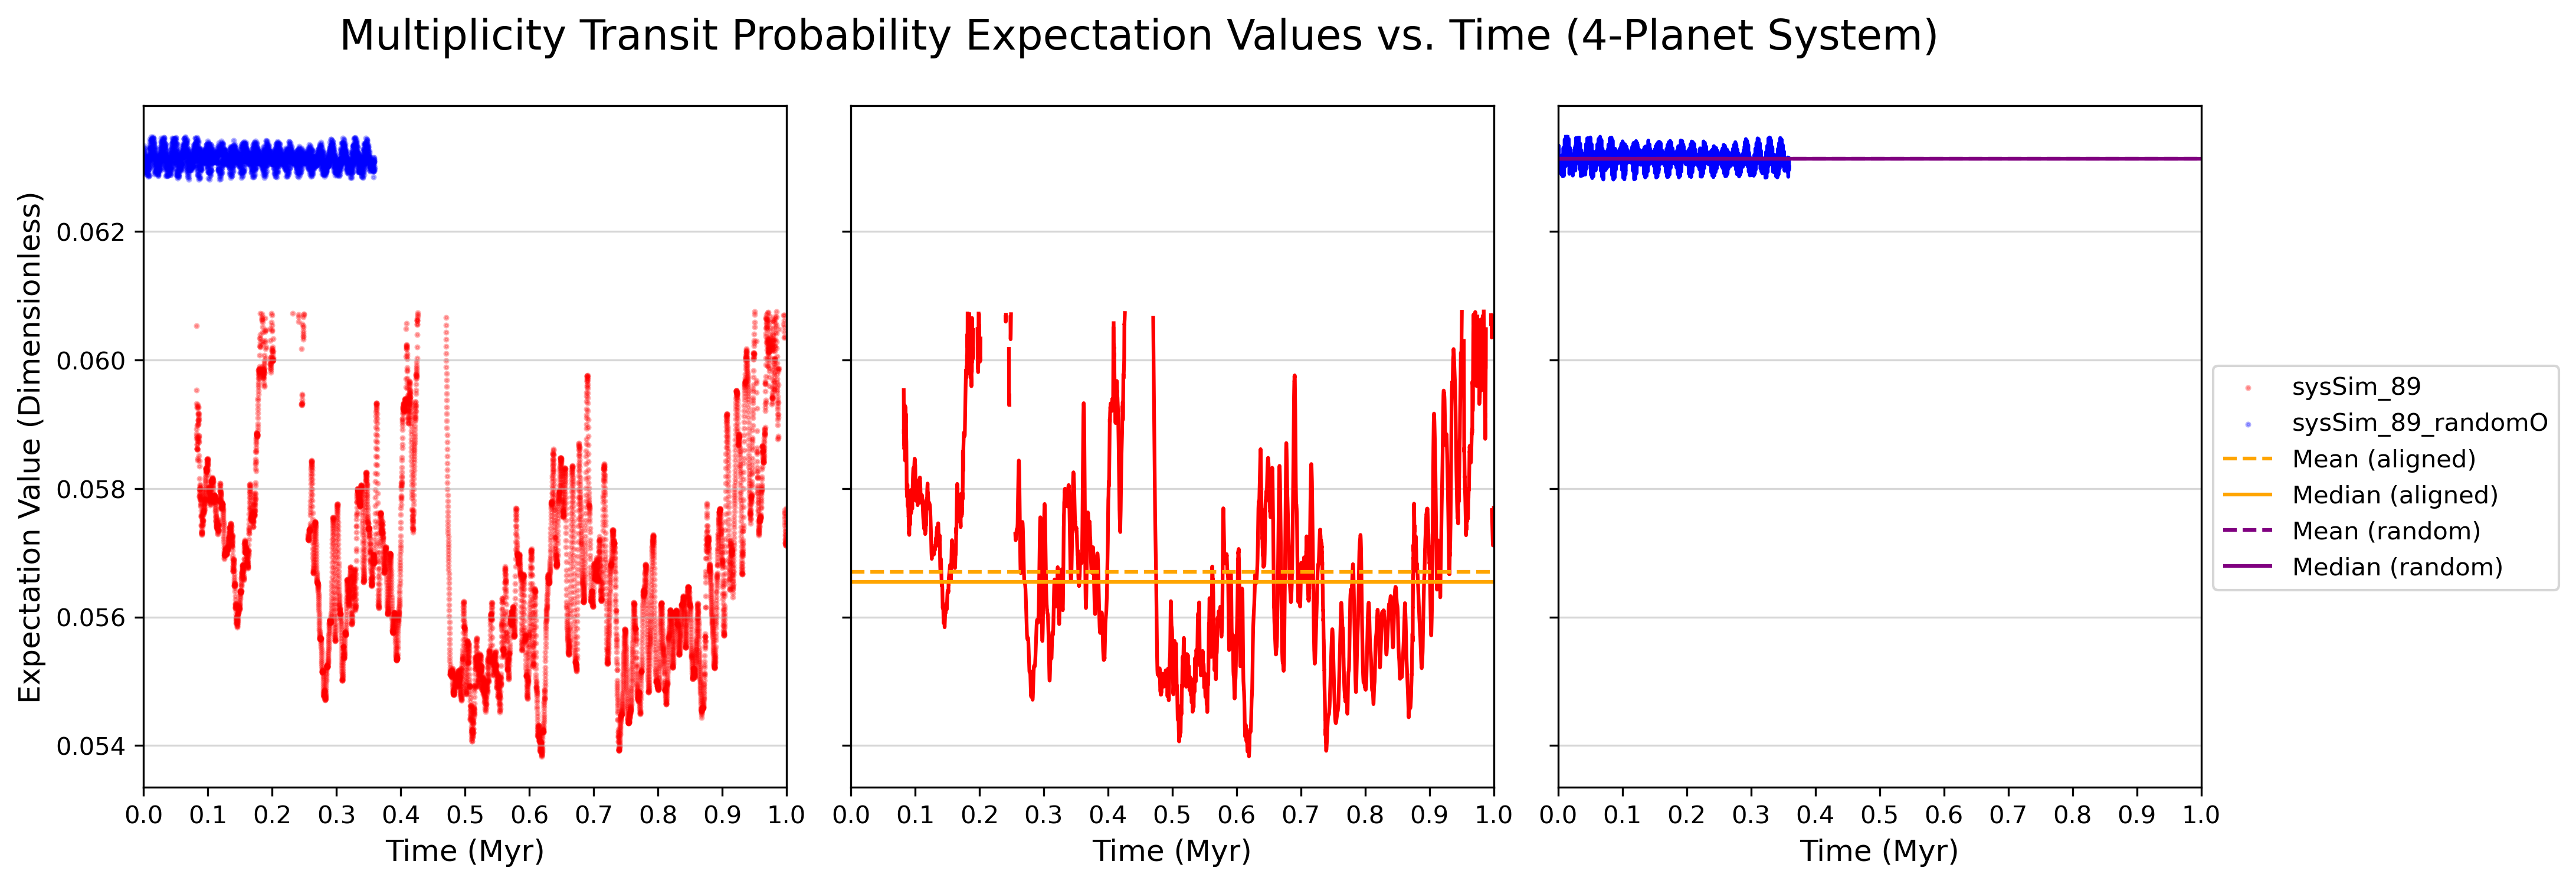 Multiplicity Transit Probability Expectation Values vs. Time (4-Planet System)
Expectation Value (Dimensionless)
0.062
0.060
0.058
0.056
0.054
0.0 0.1 0.2 0.3 0.4 0.5 0.6 0.7 0.8 0.9 1.0
Time (Myr)
0.0 0.1 0.2 0.3 0.4 0.5 0.6 0.7 0.8 0.9 1.0
Time (Myr)
0.0 0.1 0.2 0.3 0.4 0.5 0.6 0.7 0.8 0.9 1.0
Time (Myr)
sysSim_89
sysSim_89_randomO
Mean (aligned)
Median (aligned)
Mean (random)
Median (random)